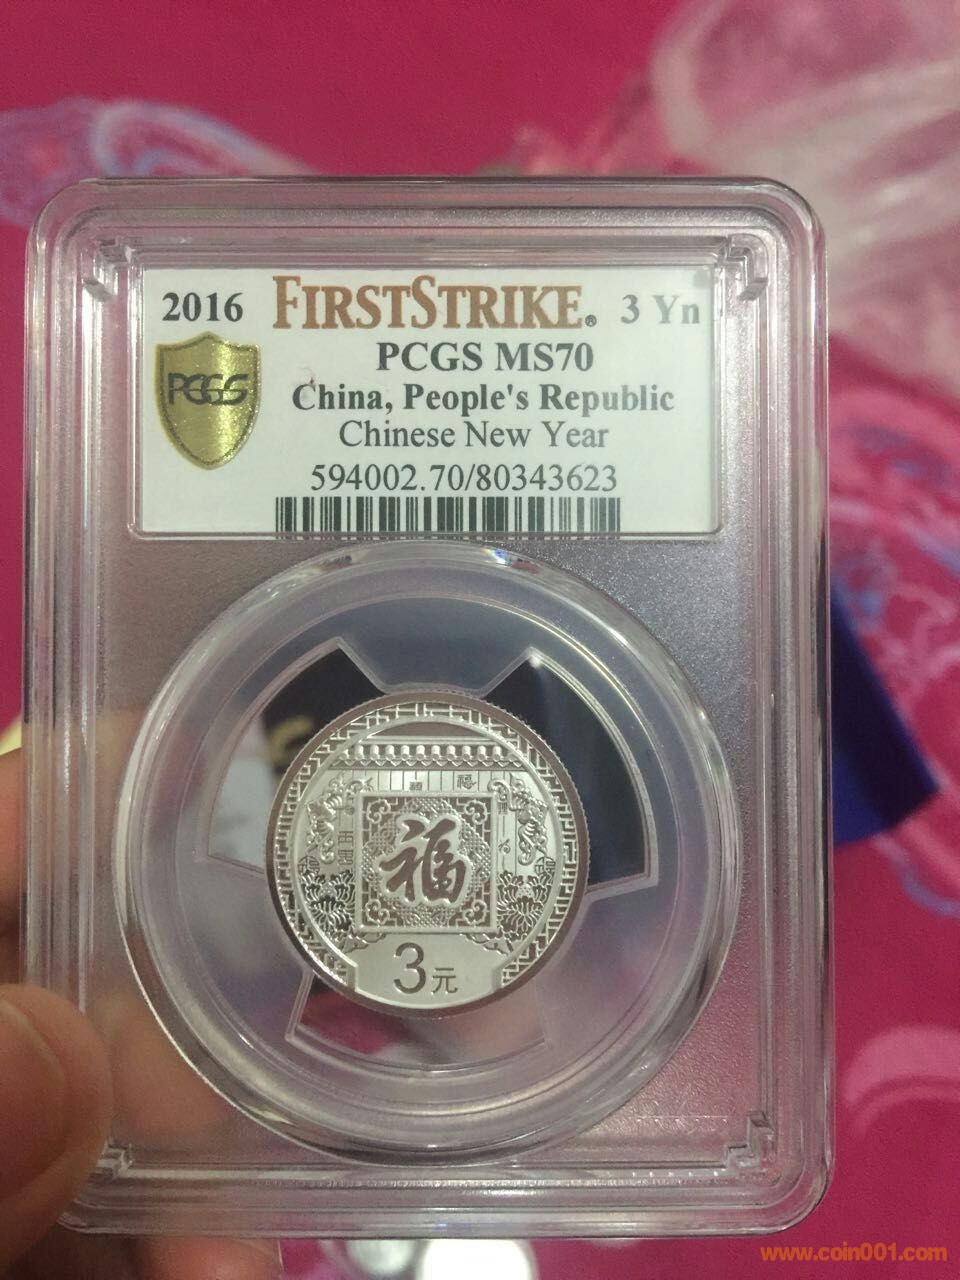 2016 FIRSTSTRIKE® 3 Yn
PCGS
PCGS MS70
China, People's Republic
Chinese New Year
594002.70/80343623
福
3元
www.coin001.com